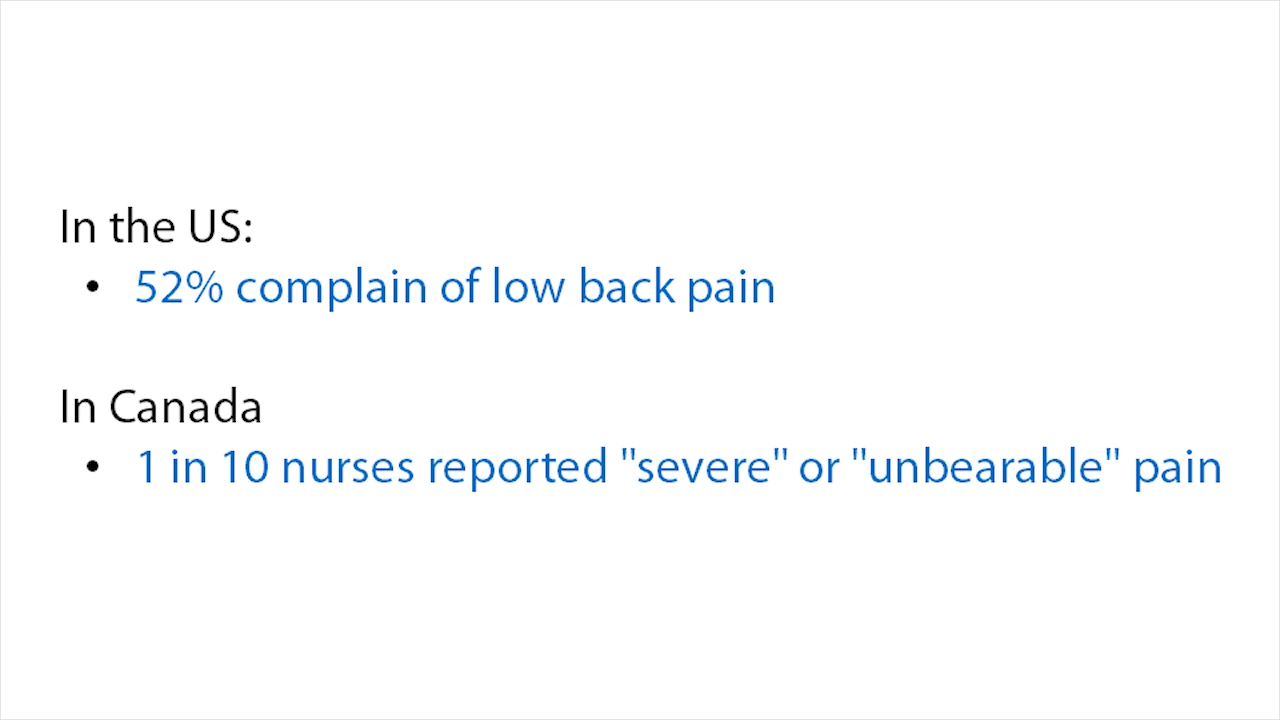 In the US:
• 52% complain of low back pain
In Canada
• 1 in 10 nurses reported "severe" or "unbearable" pain